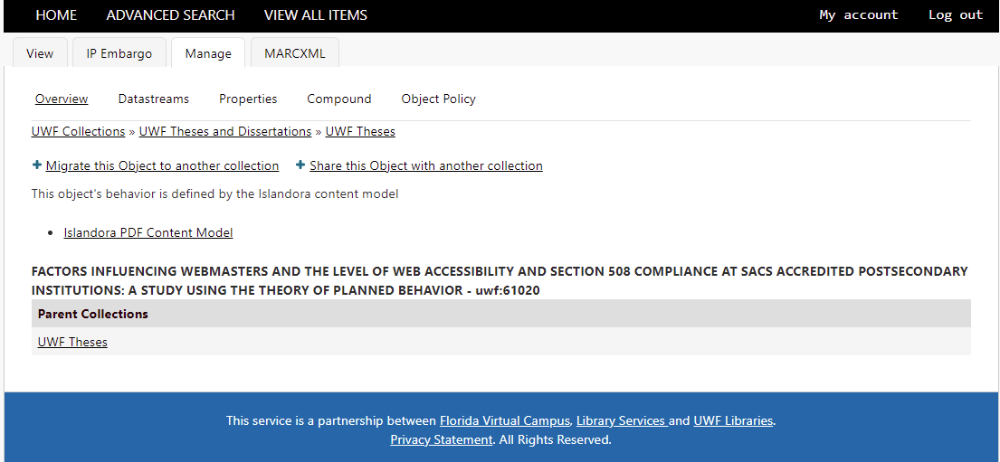 HOME ADVANCED SEARCH VIEW ALL ITEMS My account Log out
View IP Embargo Manage MARCXML
Overview Datastreams Properties Compound Object Policy
UWF Collections » UWF Theses and Dissertations » UWF Theses
+ Migrate this Object to another collection + Share this Object with another collection
This object's behavior is defined by the Islandora content model
• Islandora PDF Content Model
FACTORS INFLUENCING WEBMASTERS AND THE LEVEL OF WEB ACCESSIBILITY AND SECTION 508 COMPLIANCE AT SACS ACCREDITED POSTSECONDARY
INSTITUTIONS: A STUDY USING THE THEORY OF PLANNED BEHAVIOR - uwf:61020
Parent Collections
UWF Theses
This service is a partnership between Florida Virtual Campus, Library Services and UWF Libraries.
Privacy Statement. All Rights Reserved.